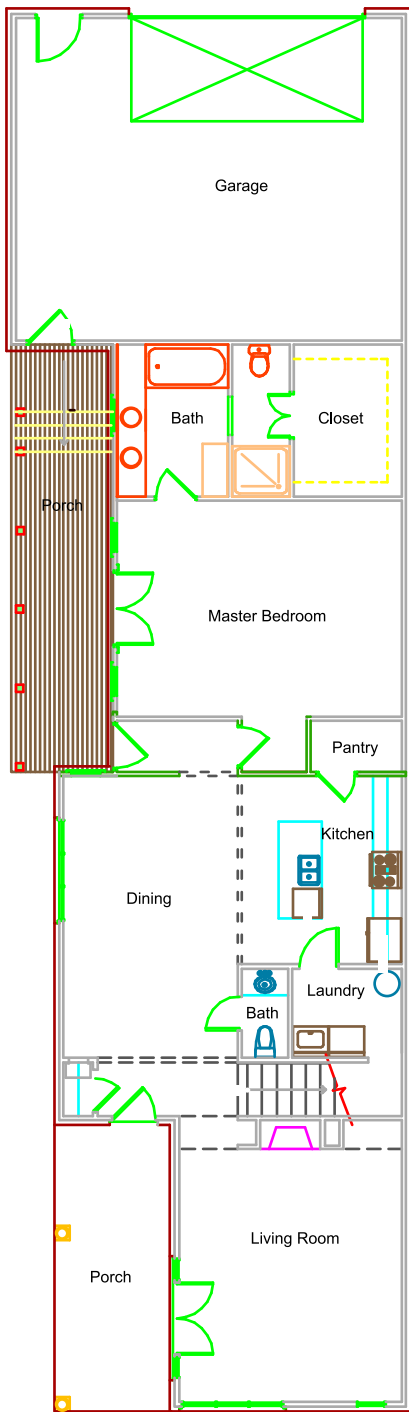 Garage
Bath
Closet
Porch
Master Bedroom
Pantry
Kitchen
Dining
Laundry
Bath
Living Room
Porch